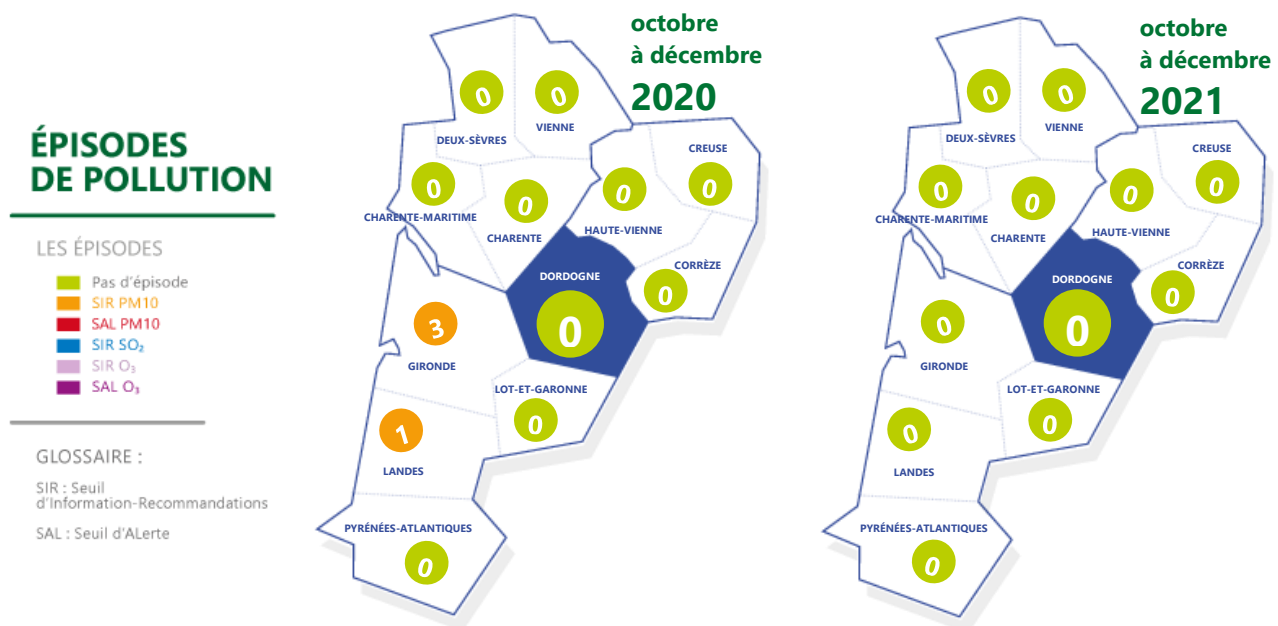 ÉPISODES
DE POLLUTION
LES ÉPISODES
Pas d'épisode
SIR PM10
SAL PM10
SIR SO₂
SIR O₃
SAL O₃
GLOSSAIRE :
SIR : Seuil
d'Information-Recommandations
SAL : Seuil d'ALerte
octobre
à décembre
2020
0
DEUX-SÈVRES
0
VIENNE
CREUSE
0
0
CHARENTE-MARITIME
0
CHARENTE
0
HAUTE-VIENNE
CORRÈZE
0
DORDOGNE
0
3
GIRONDE
LOT-ET-GARONNE
0
1
LANDES
PYRÉNÉES-ATLANTIQUES
0
octobre
à décembre
2021
0
DEUX-SÈVRES
0
VIENNE
CREUSE
0
0
CHARENTE-MARITIME
0
CHARENTE
0
HAUTE-VIENNE
CORRÈZE
0
DORDOGNE
0
0
GIRONDE
LOT-ET-GARONNE
0
0
LANDES
PYRÉNÉES-ATLANTIQUES
0